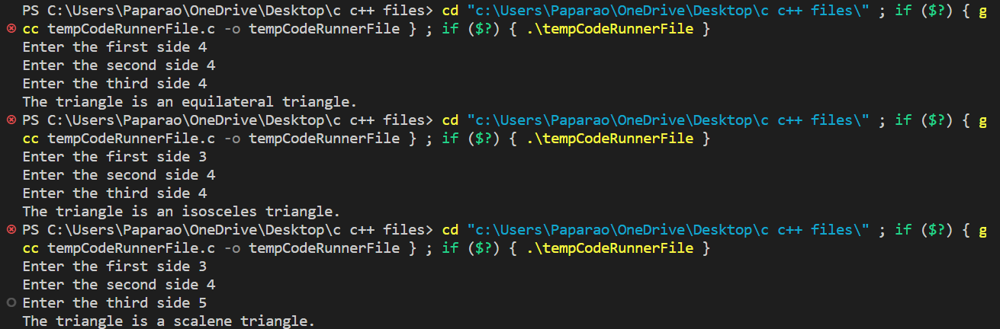 PS C:\Users\Paparao\OneDrive\Desktop\c c++ files> cd "c:\Users\Paparao\OneDrive\Desktop\c c++ files\" ; if ($?) { g
cc tempCodeRunnerFile.c -o tempCodeRunnerFile } ; if ($?) { .\tempCodeRunnerFile }
Enter the first side 4
Enter the second side 4
Enter the third side 4
The triangle is an equilateral triangle.
PS C:\Users\Paparao\OneDrive\Desktop\c c++ files> cd "c:\Users\Paparao\OneDrive\Desktop\c c++ files\" ; if ($?) { g
cc tempCodeRunnerFile.c -o tempCodeRunnerFile } ; if ($?) { .\tempCodeRunnerFile }
Enter the first side 3
Enter the second side 4
Enter the third side 4
The triangle is an isosceles triangle.
PS C:\Users\Paparao\OneDrive\Desktop\c c++ files> cd "c:\Users\Paparao\OneDrive\Desktop\c c++ files\" ; if ($?) { g
cc tempCodeRunnerFile.c -o tempCodeRunnerFile } ; if ($?) { .\tempCodeRunnerFile }
Enter the first side 3
Enter the second side 4
Enter the third side 5
The triangle is a scalene triangle.